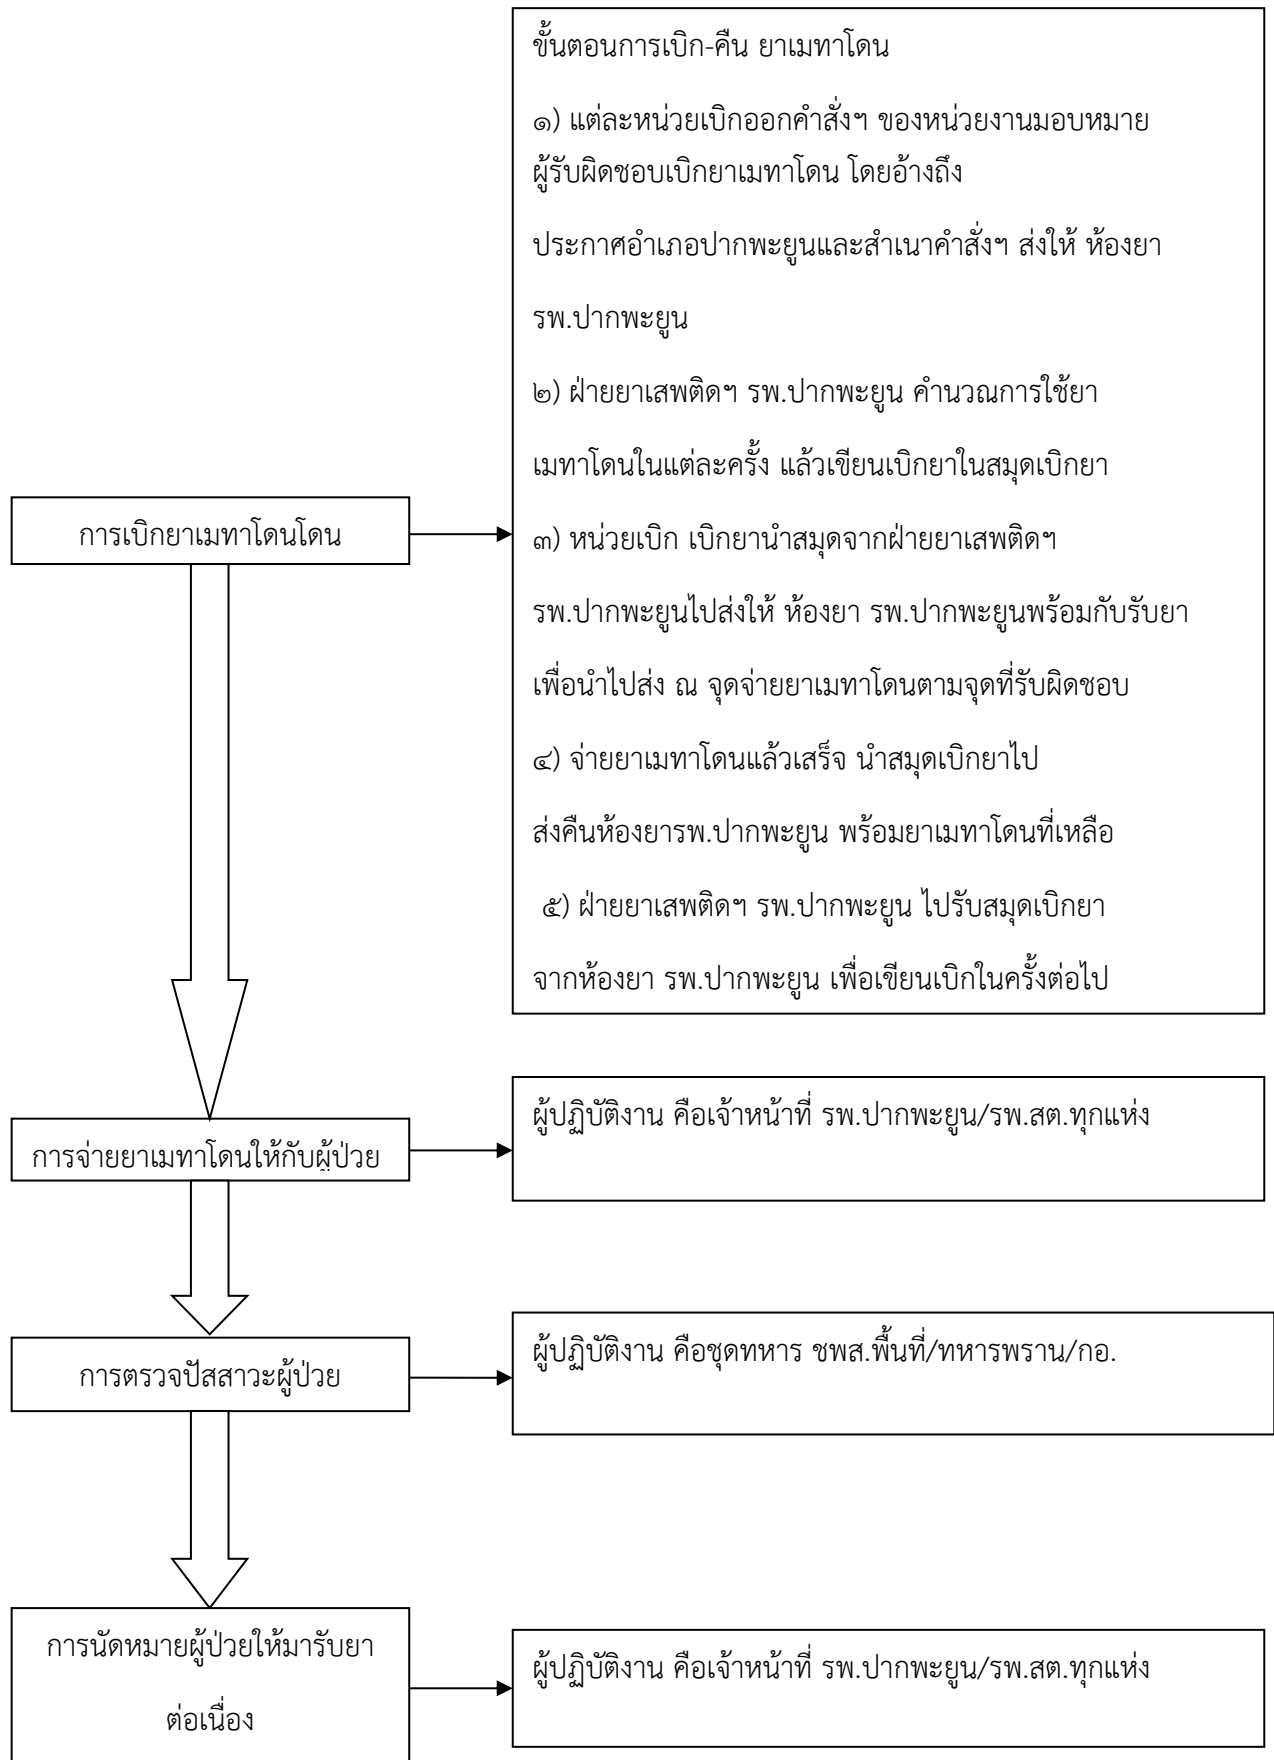 ขั้นตอนการเบิก-คืน ยาเมทาโดน
๑) แต่ละหน่วยเบิกออกคำสั่งฯ ของหน่วยงานมอบหมาย
ผู้รับผิดชอบเบิกยาเมทาโดน โดยอ้างถึง
ประกาศอำเภอปากพะยูนและสำเนาคำสั่งฯ ส่งให้ ห้องยา
รพ.ปากพะยูน
๒) ฝ่ายยาเสพติดฯ รพ.ปากพะยูน คำนวณการใช้ยา
เมทาโดนในแต่ละครั้ง แล้วเขียนเบิกยาในสมุดเบิกยา
๓) หน่วยเบิก เบิกยานำสมุดจากฝ่ายยาเสพติดฯ
รพ.ปากพะยูนไปส่งให้ ห้องยา รพ.ปากพะยูนพร้อมกับรับยา
เพื่อนำไปส่ง ณ จุดจ่ายยาเมทาโดนตามจุดที่รับผิดชอบ
๔) จ่ายยาเมทาโดนแล้วเสร็จ นำสมุดเบิกยาไป
ส่งคืนห้องยารพ.ปากพะยูน พร้อมยาเมทาโดนที่เหลือ
๕) ฝ่ายยาเสพติดฯ รพ.ปากพะยูน ไปรับสมุดเบิกยา
จากห้องยา รพ.ปากพะยูน เพื่อเขียนเบิกในครั้งต่อไป
การเบิกยาเมทาโดนโดน
การจ่ายยาเมทาโดนให้กับผู้ป่วย
ผู้ปฏิบัติงาน คือเจ้าหน้าที่ รพ.ปากพะยูน/รพ.สต.ทุกแห่ง
การตรวจปัสสาวะผู้ป่วย
ผู้ปฏิบัติงาน คือชุดทหาร ชพส.พื้นที่/ทหารพราน/กอ.
การนัดหมายผู้ป่วยให้มารับยา
ต่อเนื่อง
ผู้ปฏิบัติงาน คือเจ้าหน้าที่ รพ.ปากพะยูน/รพ.สต.ทุกแห่ง